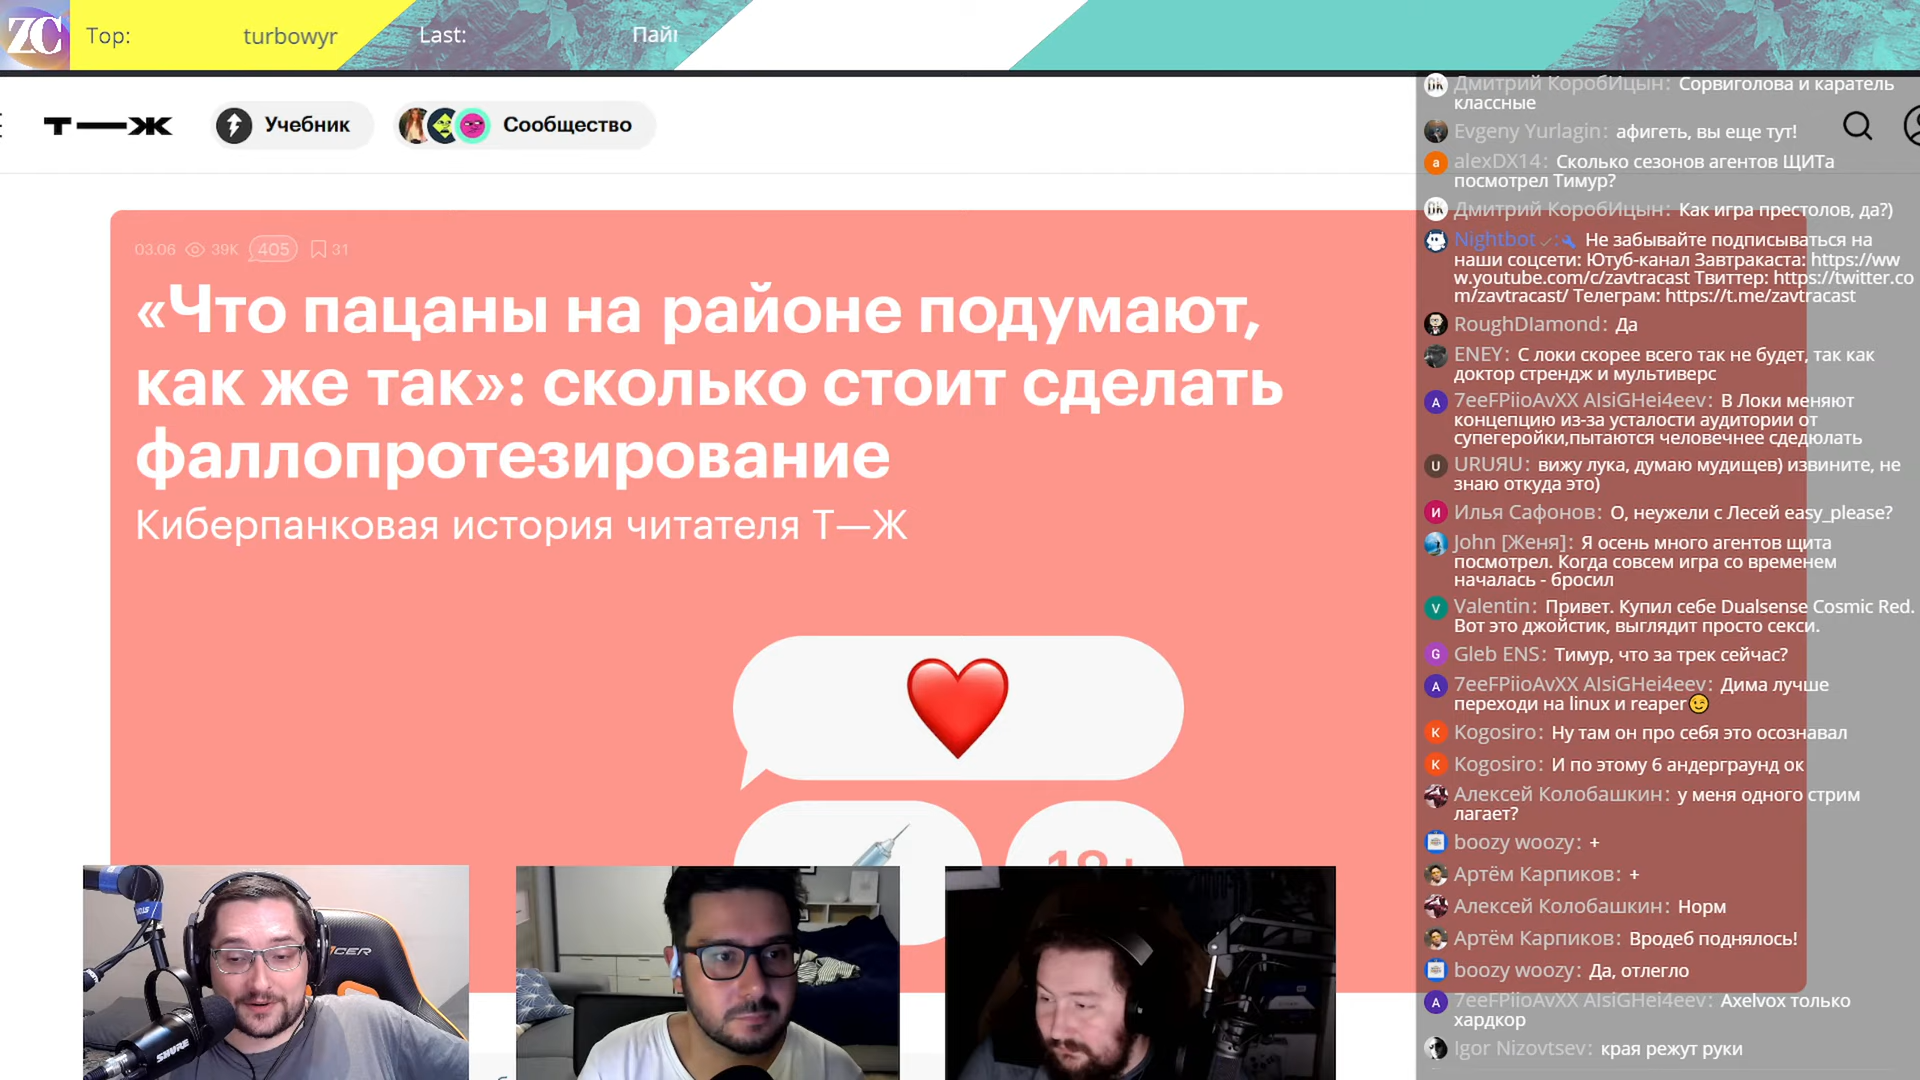 ZC
Top:
turbowyr
Last:
Пай
Т—Ж
Учебник
Сообщество
03.06
39K
405
31
«Что пацаны на районе подумают,
как же так»: сколько стоит сделать
фаллопротезирование
Киберпанковая история читателя Т—Ж
18+
SHURE
Дмитрий КоробИцын: Сорвиголова и каратель
классные
Evgeny Yurlagin: афигеть, вы еще тут!
alexDX14: Сколько сезонов агентов ЩИТа
посмотрел Тимур?
Дмитрий КоробИцын: Как игра престолов, да?)
Nightbot: Не забывайте подписываться на
наши соцсети: Ютуб-канал Завтракаста: https://ww
w.youtube.com/c/zavtracast Твиттер: https://twitter.co
m/zavtracast/ Телеграм: https://t.me/zavtracast
RoughDIamond: Да
ENEY: С локи скорее всего так не будет, так как
доктор стрендж и мультиверс
7eeFPiioAvXX AIsiGHei4eev: В Локи меняют
концепцию из-за усталости аудитории от
супегеройки,пытаются человечнее сдедюлать
URUЯU: вижу лука, думаю мудищев) извините, не
знаю откуда это)
Илья Сафонов: О, неужели с Лесей easy_please?
John [Женя]: Я осень много агентов щита
посмотрел. Когда совсем игра со временем
началась - бросил
Valentin: Привет. Купил себе Dualsense Cosmic Red.
Вот это джойстик, выглядит просто секси.
Gleb ENS: Тимур, что за трек сейчас?
7eeFPiioAvXX AIsiGHei4eev: Дима лучше
переходи на linux и reaper😉
Kogosiro: Ну там он про себя это осознавал
Kogosiro: И по этому 6 андерграунд ок
Алексей Колобашкин: у меня одного стрим
лагает?
boozy woozy: +
Артём Карпиков: +
Алексей Колобашкин: Норм
Артём Карпиков: Вродеб поднялось!
boozy woozy: Да, отлегло
7eeFPiioAvXX AIsiGHei4eev: Axelvox только
хардкор
Igor Nizovtsev: края режут руки